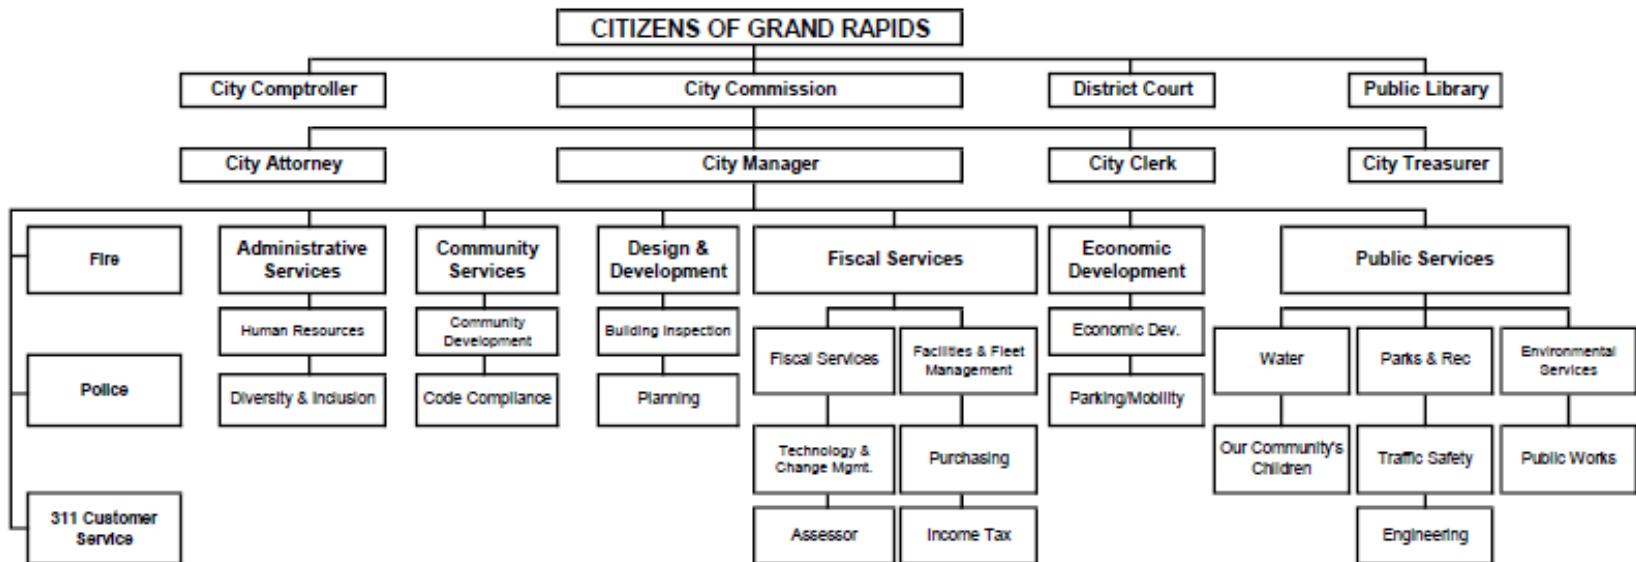 CITIZENS OF GRAND RAPIDS
City Comptroller
City Commission
District Court
Public Library
City Attorney
City Manager
City Clerk
City Treasurer
Fire
Administrative
Services
Community
Services
Design &
Development
Fiscal Services
Economic
Development
Public Services
Human Resources
Community
Development
Building Inspection
Fiscal Services
Facilities & Fleet
Management
Economic Dev.
Water
Parks & Rec
Environmental
Services
Police
Diversity & Inclusion
Code Compliance
Planning
Parking/Mobility
Technology &
Change Mgmt.
Purchasing
Our Community's
Children
Traffic Safety
Public Works
311 Customer
Service
Assessor
Income Tax
Engineering